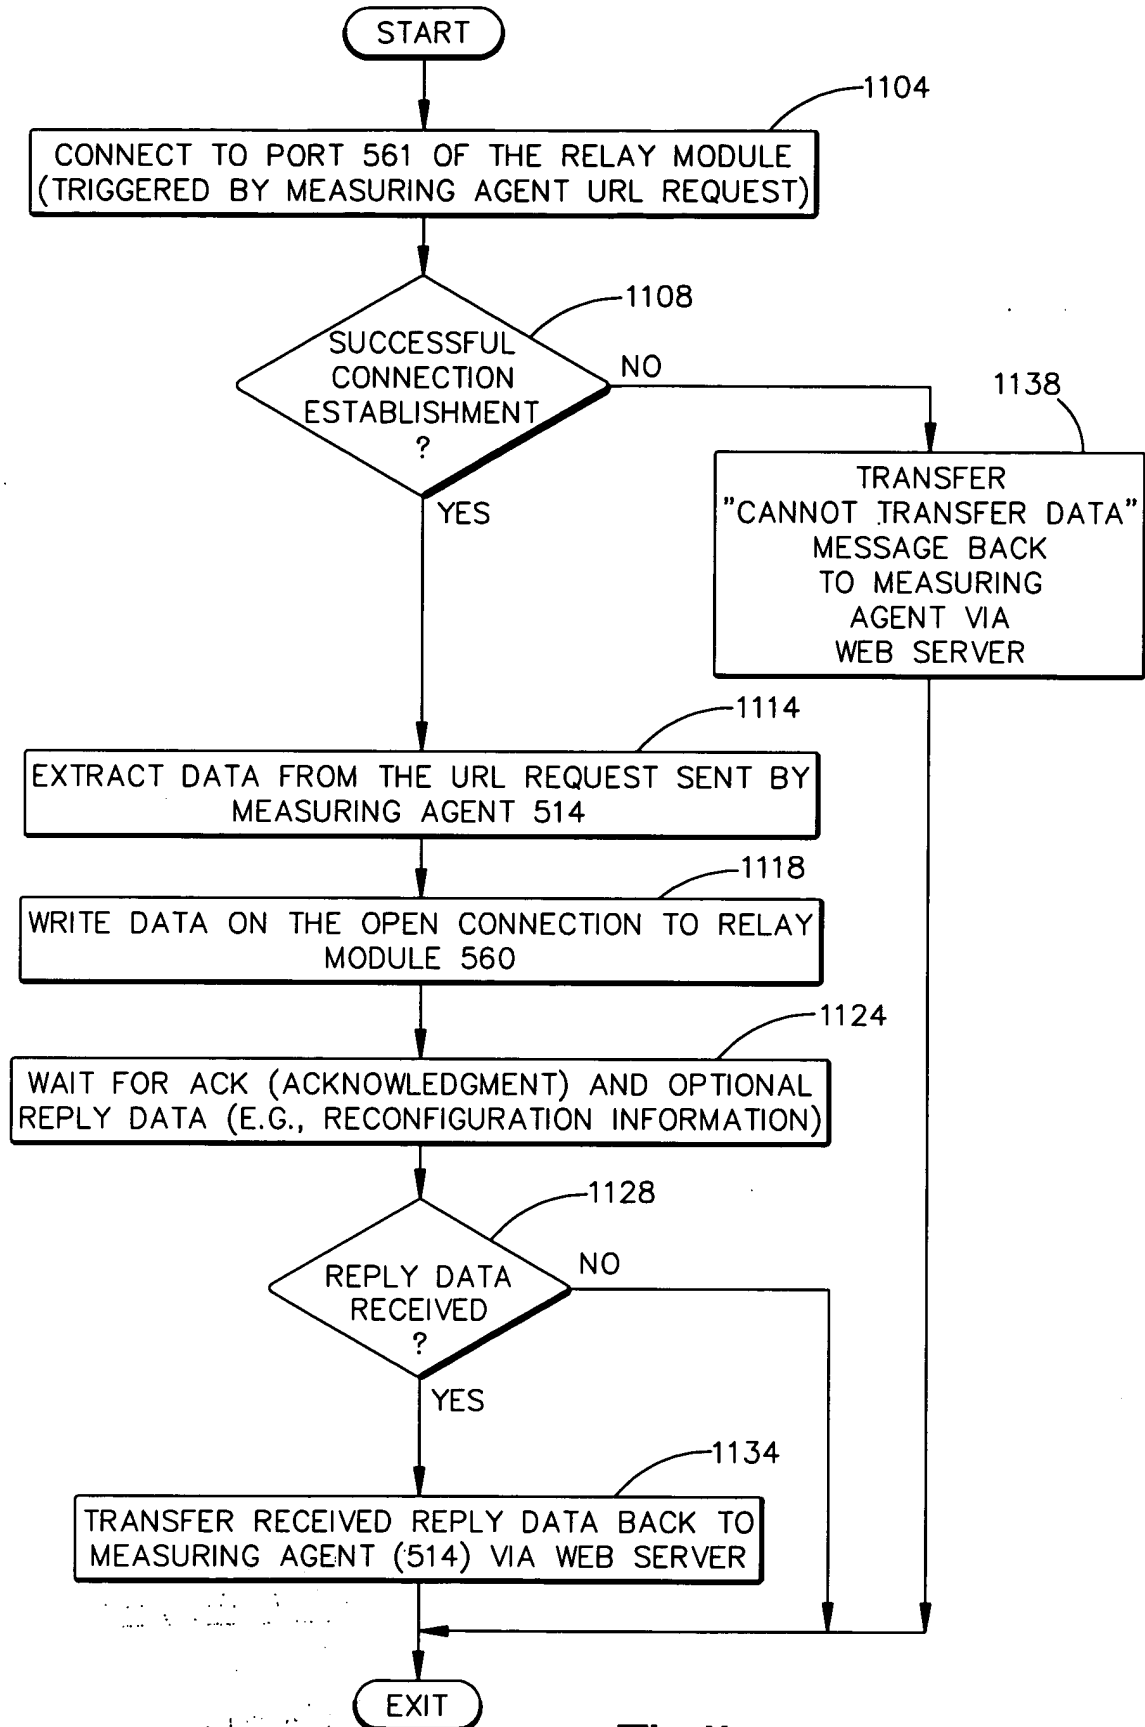 START
1104
CONNECT TO PORT 561 OF THE RELAY MODULE
(TRIGGERED BY MEASURING AGENT URL REQUEST)
1108
SUCCESSFUL
CONNECTION
ESTABLISHMENT
?
NO
YES
1138
TRANSFER
"CANNOT TRANSFER DATA"
MESSAGE BACK
TO MEASURING
AGENT VIA
WEB SERVER
1114
EXTRACT DATA FROM THE URL REQUEST SENT BY
MEASURING AGENT 514
1118
WRITE DATA ON THE OPEN CONNECTION TO RELAY
MODULE 560
1124
WAIT FOR ACK (ACKNOWLEDGMENT) AND OPTIONAL
REPLY DATA (E.G., RECONFIGURATION INFORMATION)
1128
REPLY DATA
RECEIVED
?
NO
YES
1134
TRANSFER RECEIVED REPLY DATA BACK TO
MEASURING AGENT (514) VIA WEB SERVER
EXIT